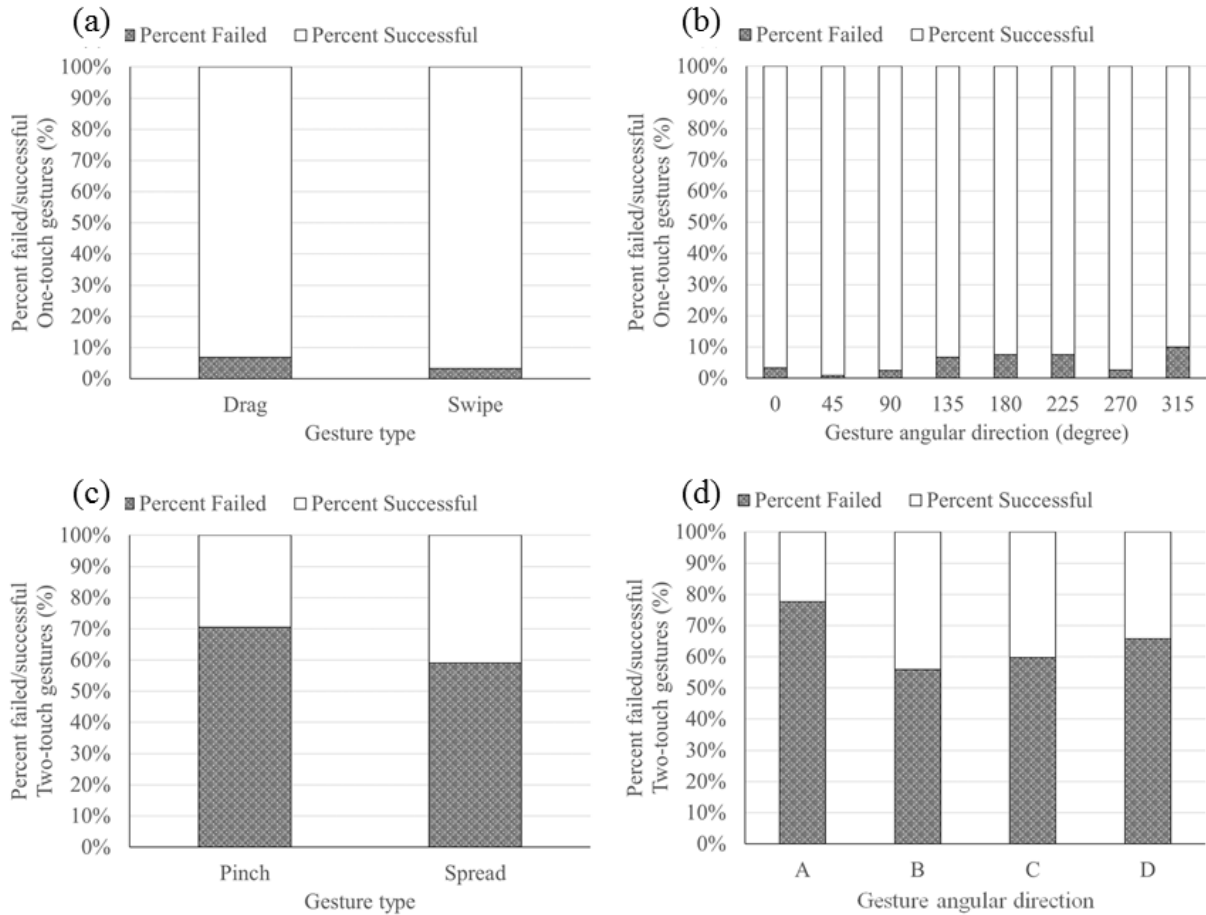 (a)
Percent Failed Percent Successful
100%
90%
80%
70%
60%
50%
40%
30%
20%
10%
0%
Percent failed/successful
One-touch gestures (%)
Drag Swipe
Gesture type
(b)
Percent Failed Percent Successful
100%
90%
80%
70%
60%
50%
40%
30%
20%
10%
0%
Percent failed/successful
One-touch gestures (%)
0 45 90 135 180 225 270 315
Gesture angular direction (degree)
(c)
Percent Failed Percent Successful
100%
90%
80%
70%
60%
50%
40%
30%
20%
10%
0%
Percent failed/successful
Two-touch gestures (%)
Pinch Spread
Gesture type
(d)
Percent Failed Percent Successful
100%
90%
80%
70%
60%
50%
40%
30%
20%
10%
0%
Percent failed/successful
Two-touch gestures (%)
A B C D
Gesture angular direction